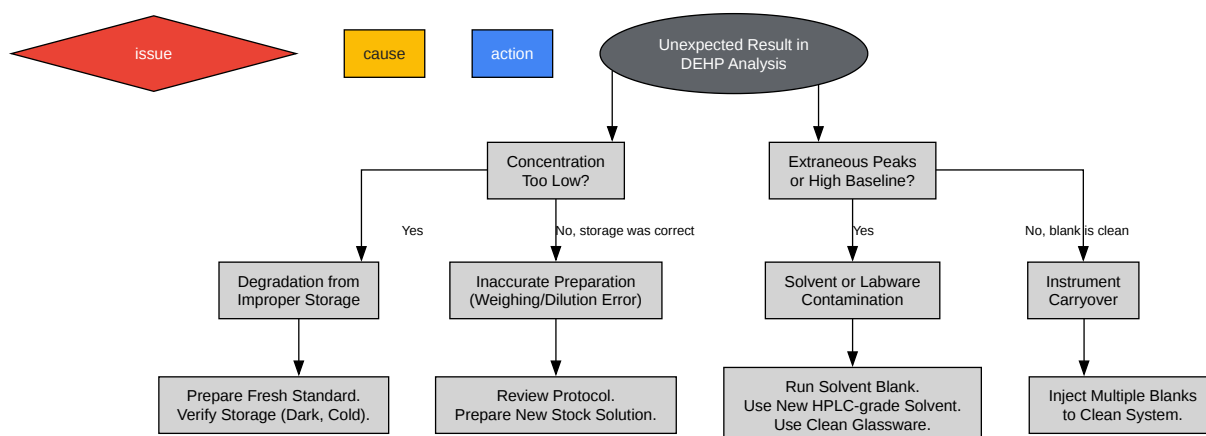 issue
cause
action
Unexpected Result in
DEHP Analysis
Concentration
Too Low?
Extraneous Peaks
or High Baseline?
Yes
No, storage was correct
Yes
No, blank is clean
Degradation from
Improper Storage
Inaccurate Preparation
(Weighing/Dilution Error)
Solvent or Labware
Contamination
Instrument
Carryover
Prepare Fresh Standard.
Verify Storage (Dark, Cold).
Review Protocol.
Prepare New Stock Solution.
Run Solvent Blank.
Use New HPLC-grade Solvent.
Use Clean Glassware.
Inject Multiple Blanks
to Clean System.